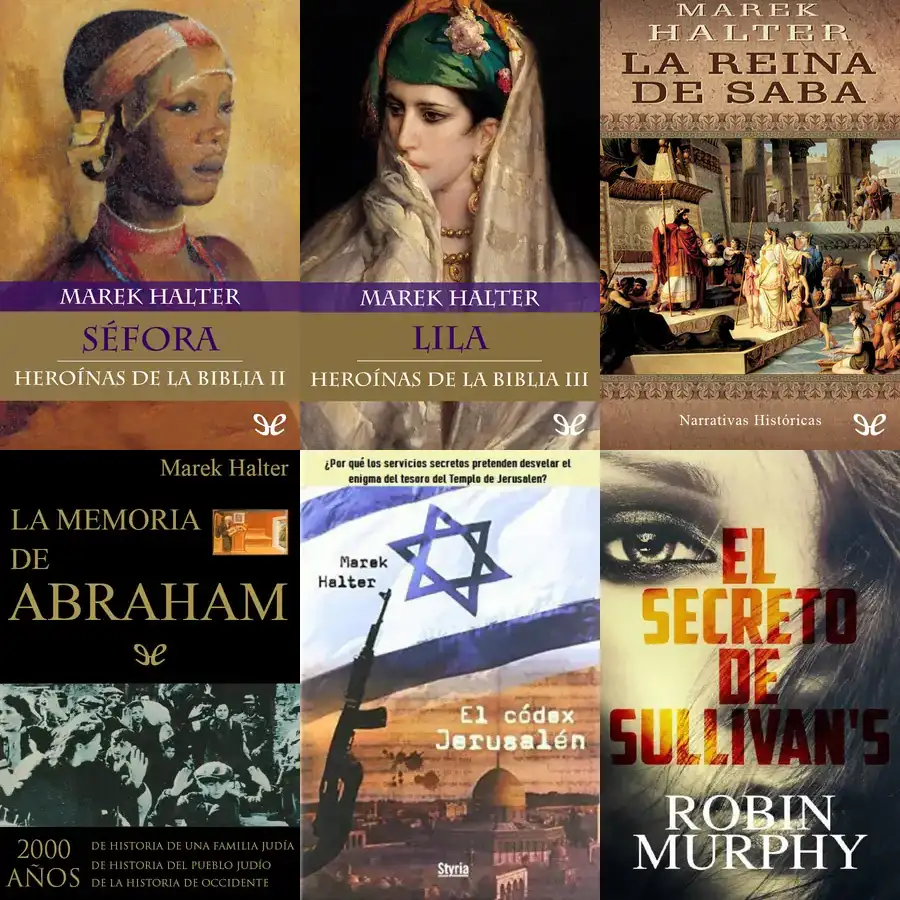 MAREK HALTER
SÉFORA
HEROÍNAS DE LA BIBLIA II
MAREK HALTER
LILA
HEROÍNAS DE LA BIBLIA III
MAREK
HALTER
LA REINA
DE SABA
Narrativas Históricas
Marek Halter
LA MEMORIA
DE
ABRAHAM
2000
AÑOS
DE HISTORIA DE UNA FAMILIA JUDÍA
DE HISTORIA DEL PUEBLO JUDÍO
DE LA HISTORIA DE OCCIDENTE
¿Por qué los servicios secretos pretenden desvelar el
enigma del tesoro del Templo de Jerusalen?
Marek
Halter
El códex
Jerusalén
Styria
EL
SECRETO
DE
SULLIVAN'S
ROBIN
MURPHY